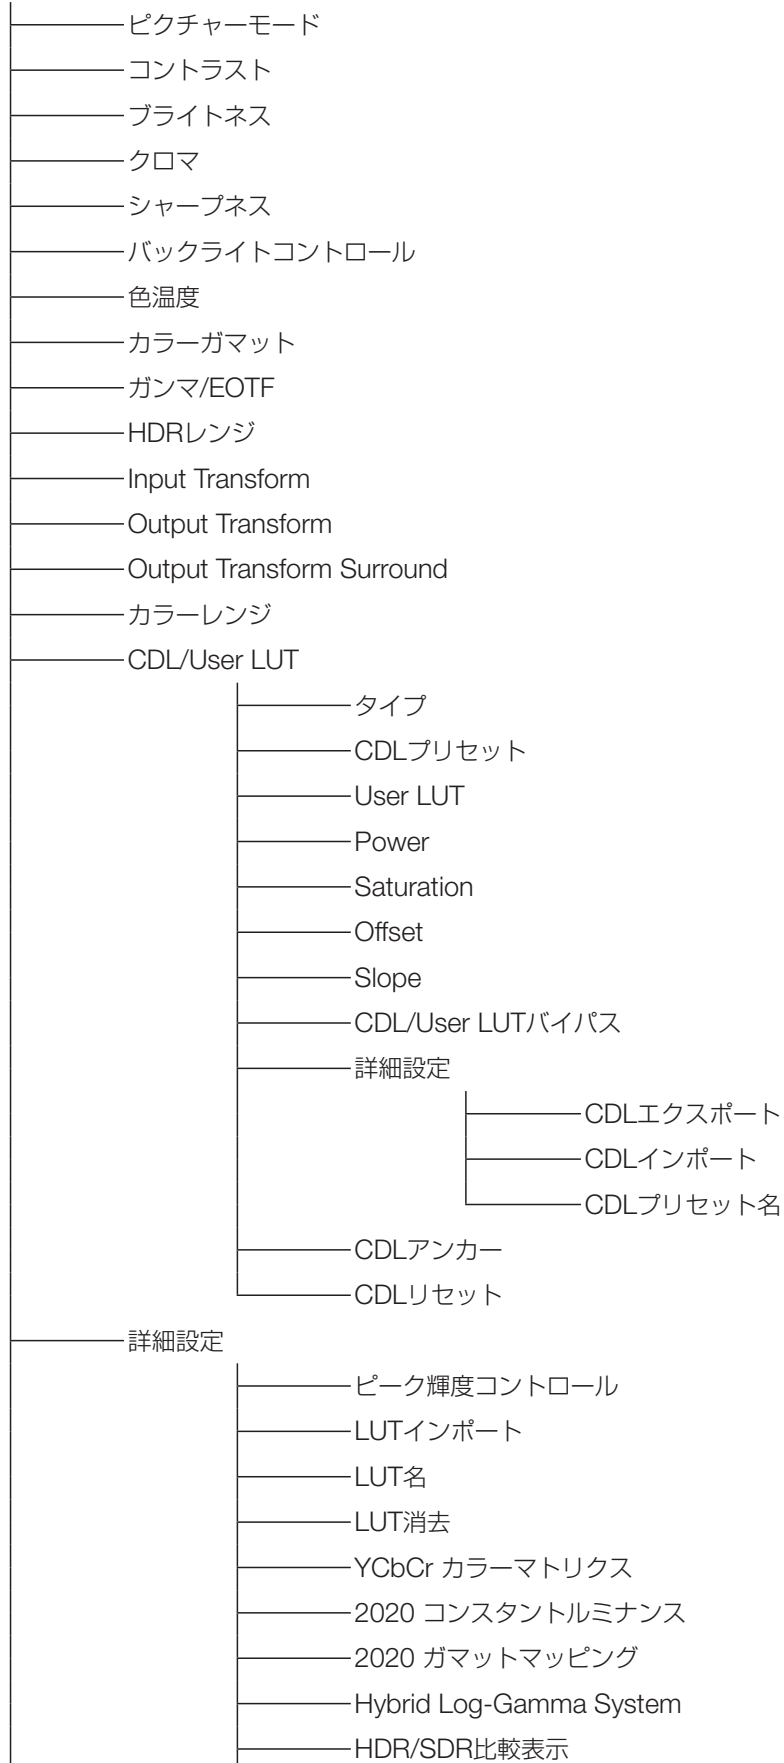 ピクチャーモード
コントラスト
ブライトネス
クロマ
シャープネス
バックライトコントロール
色温度
カラーガマット
ガンマ/EOTF
HDRレンジ
Input Transform
Output Transform
Output Transform Surround
カラーレンジ
CDL/User LUT
タイプ
CDLプリセット
User LUT
Power
Saturation
Offset
Slope
CDL/User LUTバイパス
詳細設定
CDLエクスポート
CDLインポート
CDLプリセット名
CDLアンカー
CDLリセット
詳細設定
ピーク輝度コントロール
LUTインポート
LUT名
LUT消去
YCbCr カラーマトリクス
2020 コンスタントルミナンス
2020 ガマットマッピング
Hybrid Log-Gamma System
HDR/SDR比較表示